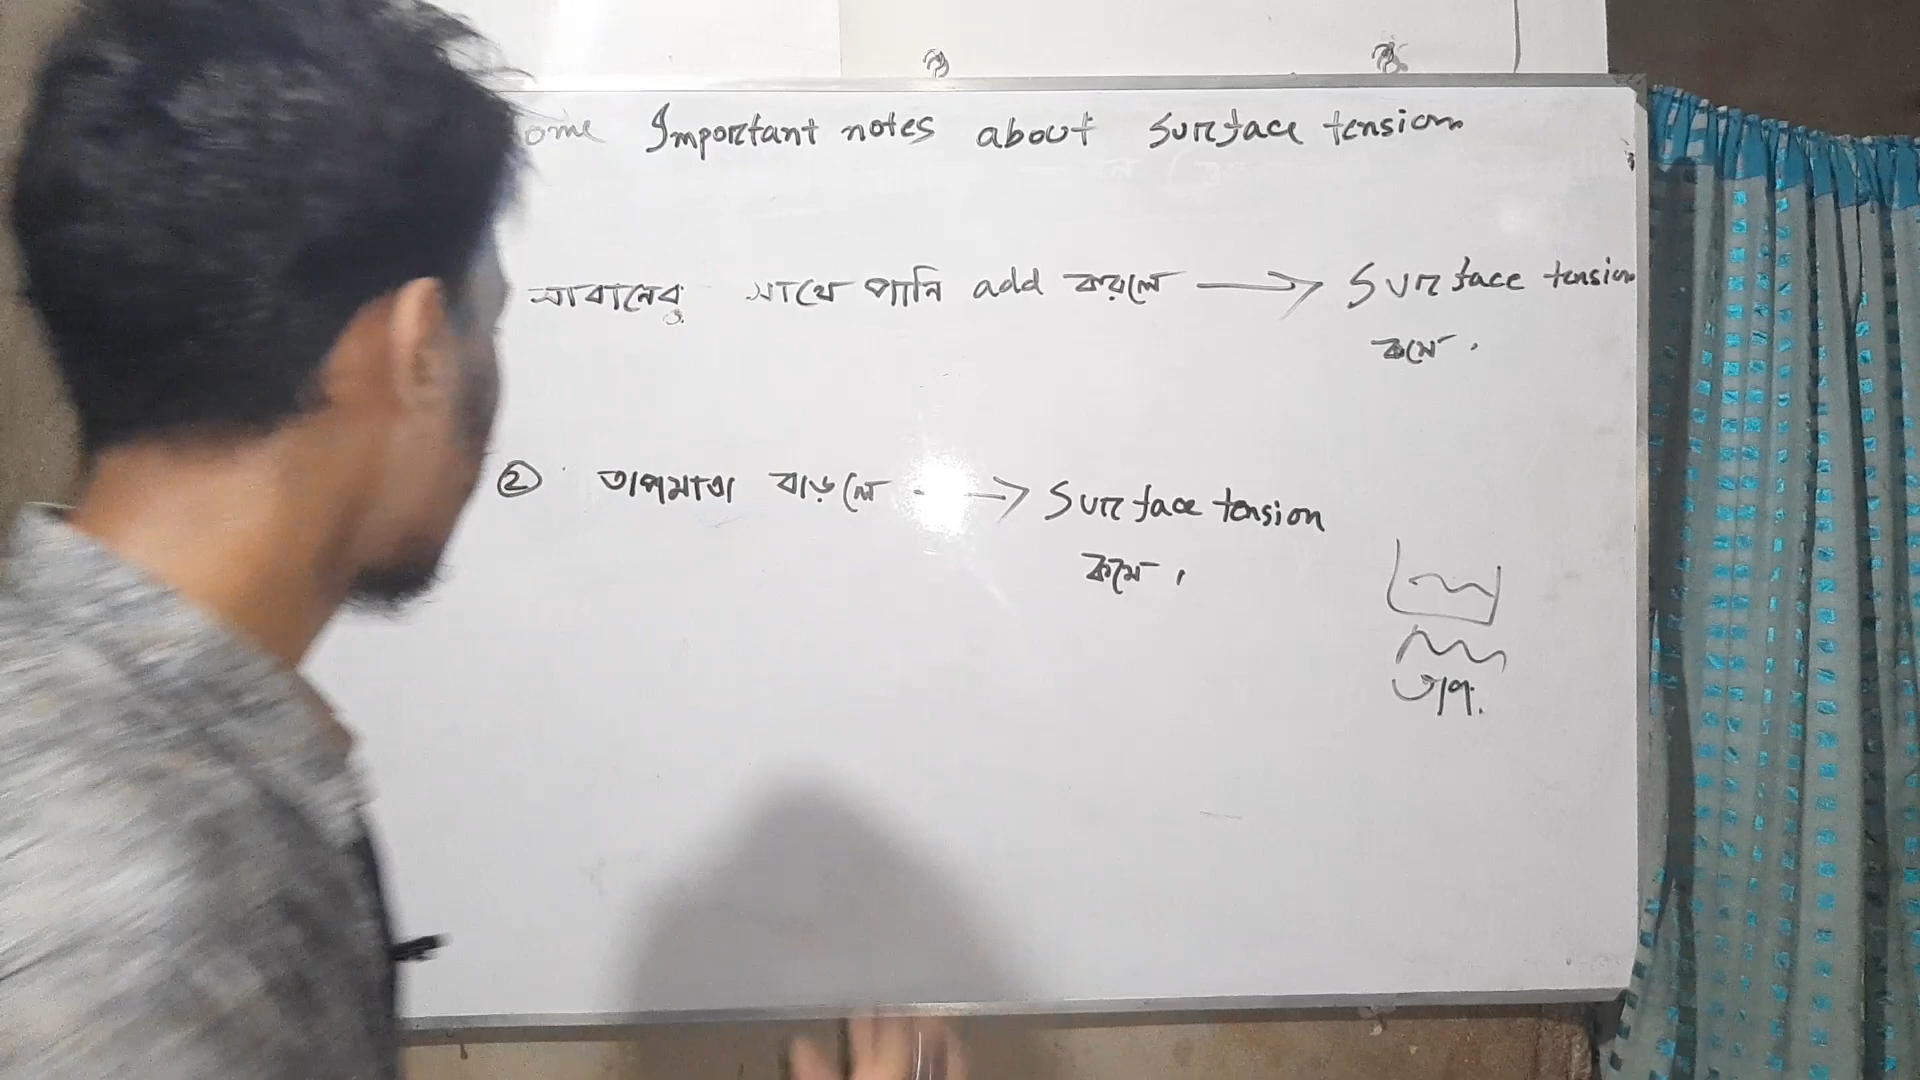 ome Important notes about Surface tension
সাবানের সাথে পানি add করলে → Surface tension
কমে.
② তাপমাত্রা বাড়লে → Surface tension
কমে.
তাপ.